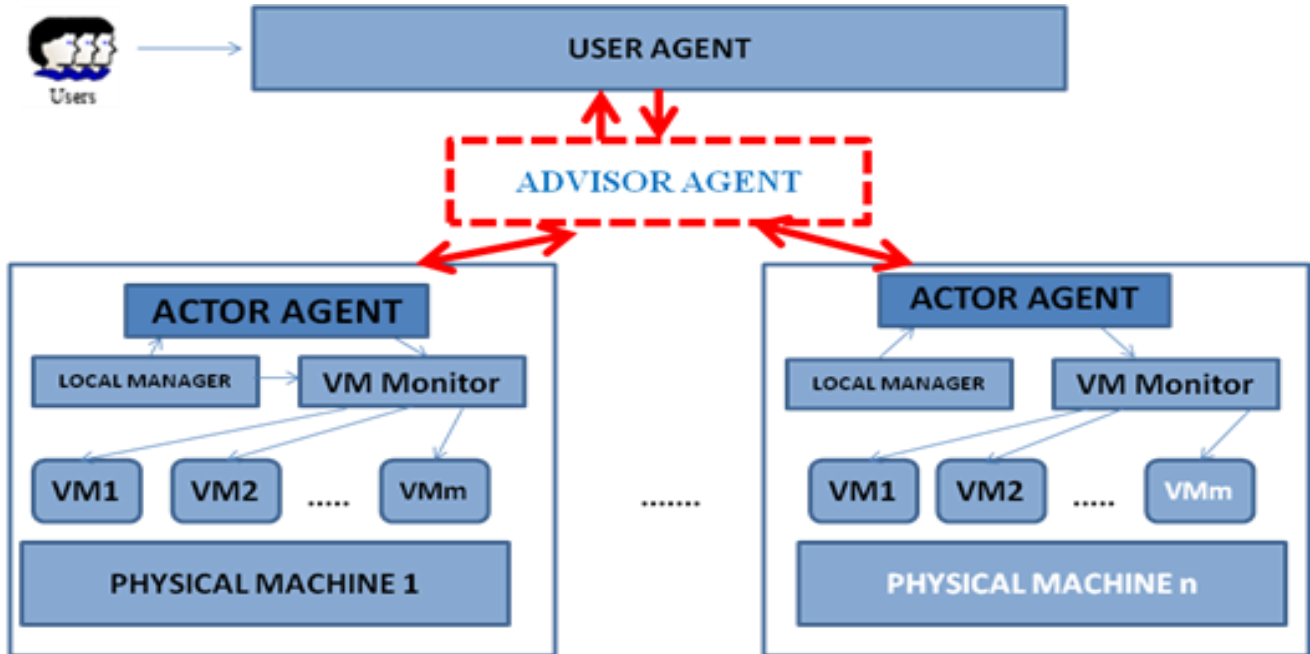 USER AGENT
Users
ADVISOR AGENT
ACTOR AGENT
LOCAL MANAGER
VM Monitor
VM1
VM2
.....
VMm
PHYSICAL MACHINE 1
.......
ACTOR AGENT
LOCAL MANAGER
VM Monitor
VM1
VM2
.....
VMm
PHYSICAL MACHINE n